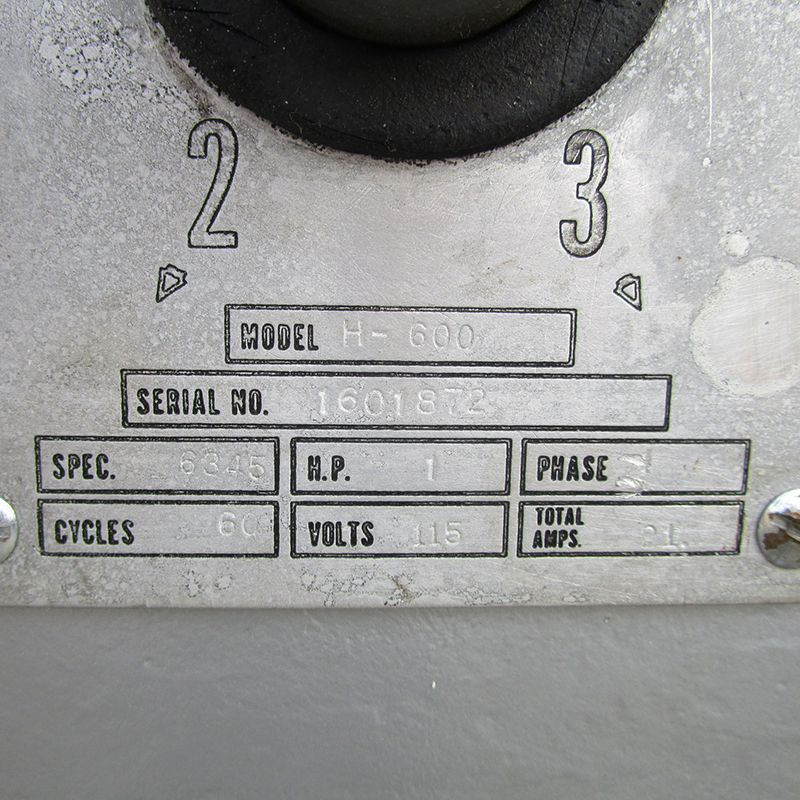 2 3
MODEL H- 600
SERIAL NO. 1601872
SPEC. 6345 H.P. 1 PHASE
CYCLES 60 VOLTS 115 TOTAL AMPS.